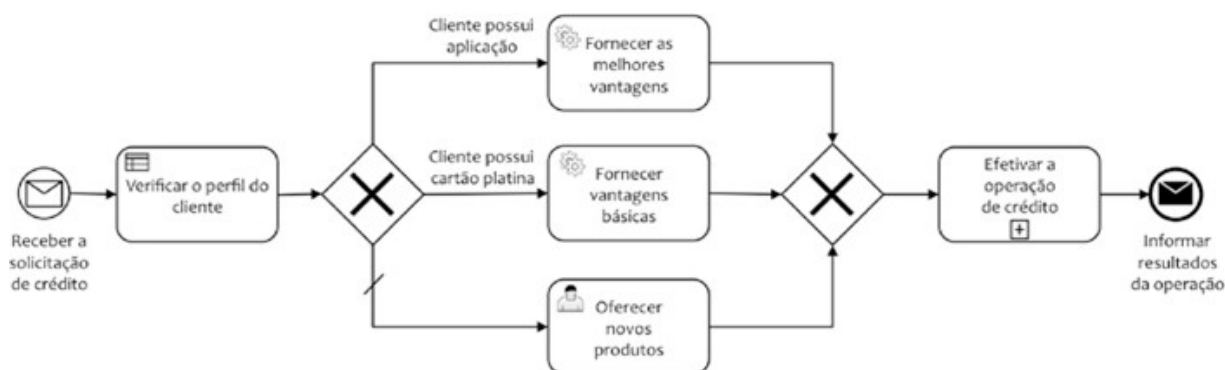 Cliente possui
aplicação
Fornecer as
melhores
vantagens
Verificar o perfil do
cliente
Cliente possui
cartão platina
Fornecer
vantagens
básicas
Efetivar a
operação
de crédito
Receber a
solicitação
de crédito
Informar
resultados
da operação
Oferecer
novos
produtos